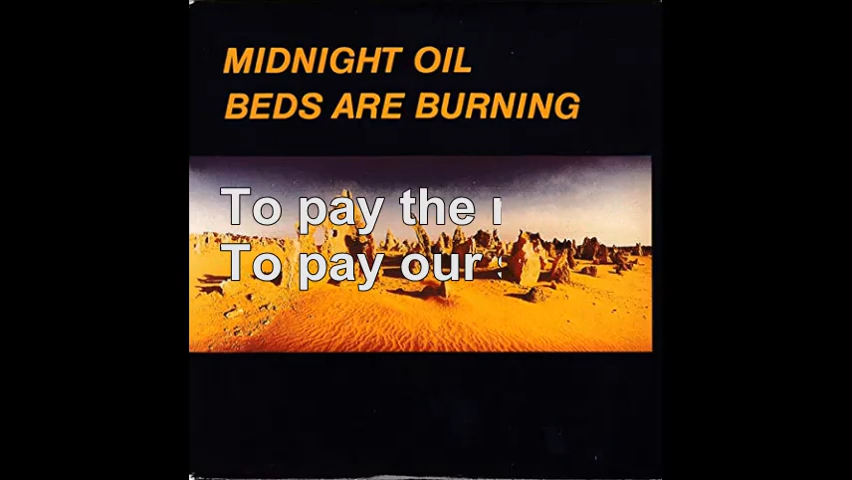 MIDNIGHT OIL
BEDS ARE BURNING
To pay the
To pay our